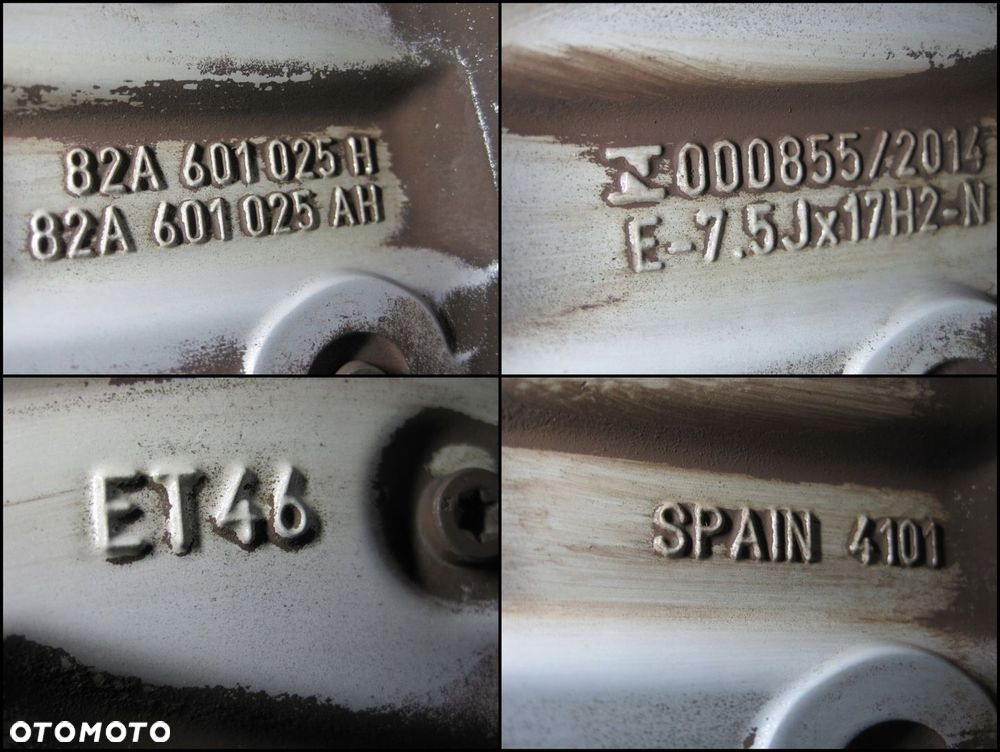 82A 601 025 H
82A 601 025 AH
000855/2014
E-7.5Jx17H2-N
ET46
SPAIN 4101
OTOMOTO